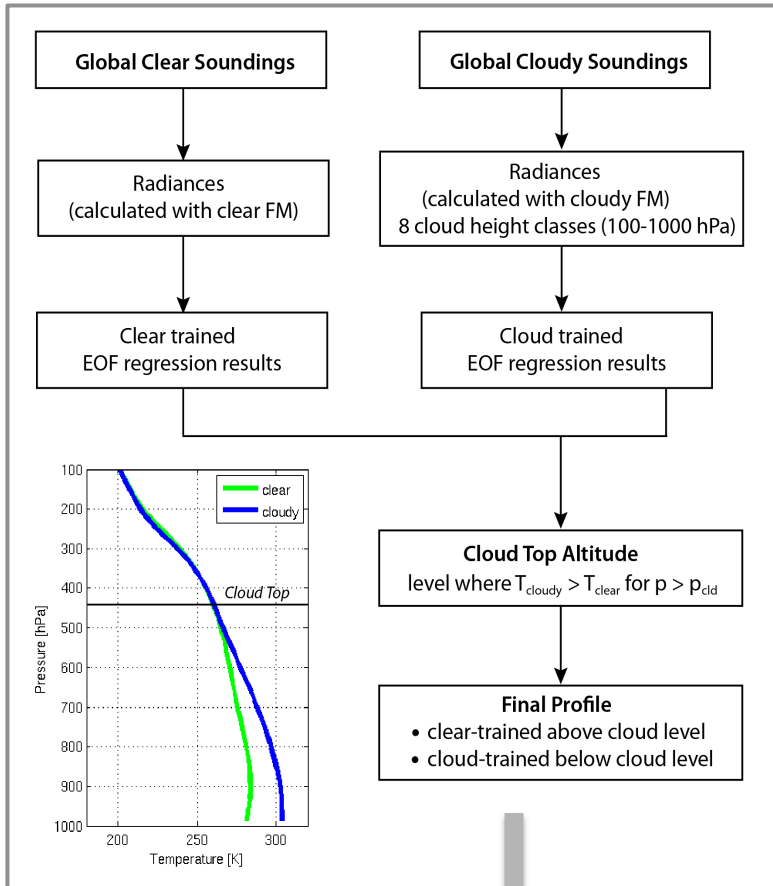 Global Clear Soundings
Global Cloudy Soundings
Radiances
(calculated with clear FM)
Radiances
(calculated with cloudy FM)
8 cloud height classes (100-1000 hPa)
Clear trained
EOF regression results
Cloud trained
EOF regression results
Cloud Top Altitude
level where Tcloudy > Tclear for p > pcld
Final Profile
• clear-trained above cloud level
• cloud-trained below cloud level
clear
cloudy
Cloud Top
Pressure [hPa]
100
200
300
400
500
600
700
800
900
1000
200 250 300
Temperature [K]